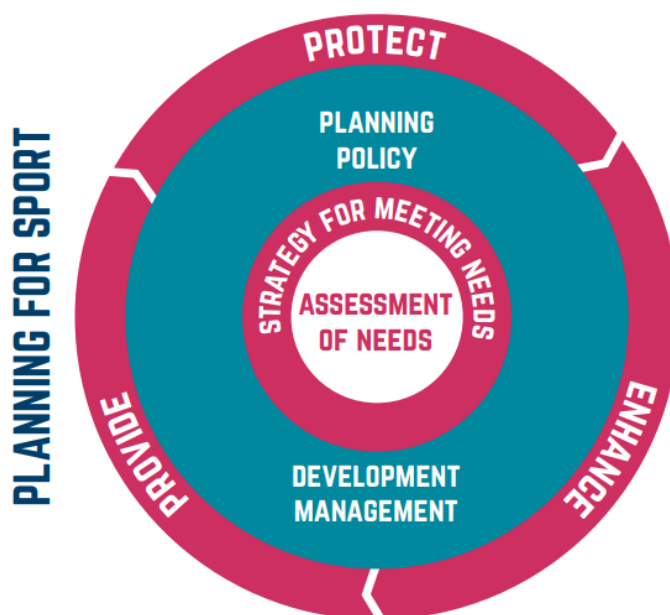 PLANNING FOR SPORT
PROTECT
PLANNING
POLICY
STRATEGY FOR MEETING NEEDS
ASSESSMENT
OF NEEDS
PROVIDE
ENHANCE
DEVELOPMENT
MANAGEMENT